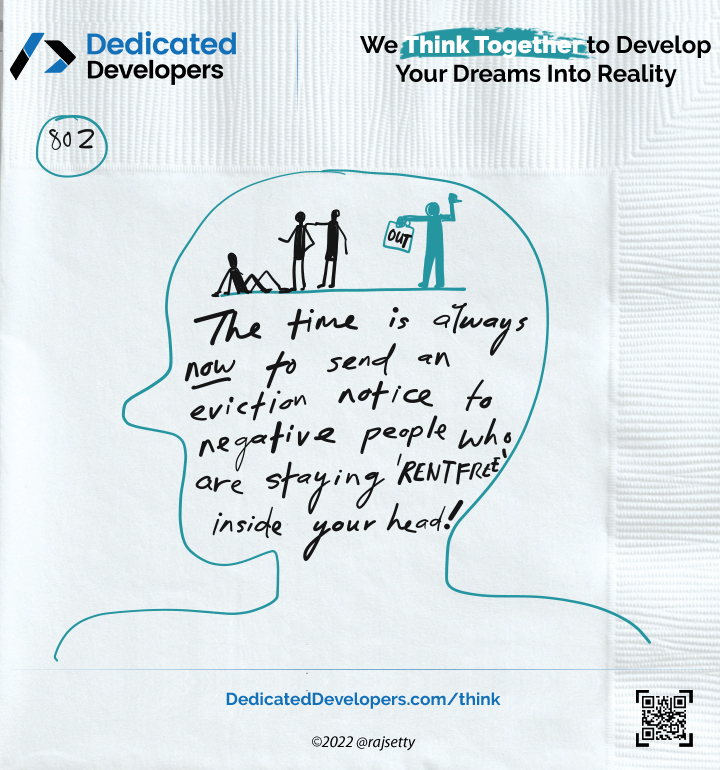 Dedicated
Developers
We Think Together to Develop
Your Dreams Into Reality
802
OUT
The time is always
now to send an
eviction notice to
negative people who
are staying 'RENTFREE'
inside your head!
DedicatedDevelopers.com/think
©2022 @rajsetty